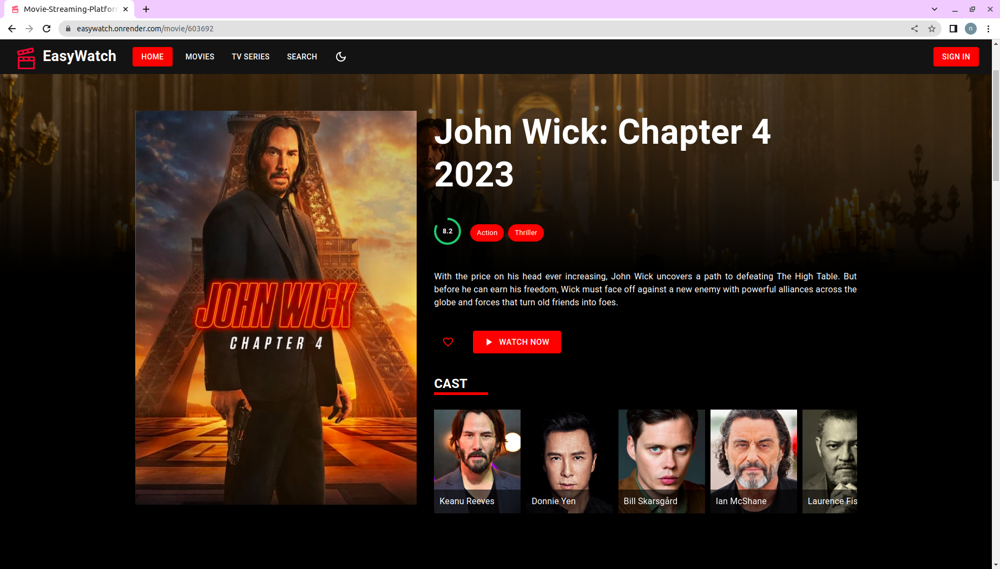 Movie-Streaming-Platfor
easywatch.onrender.com/movie/603692
n
EasyWatch
HOME
MOVIES
TV SERIES
SEARCH
SIGN IN
JOHN WICK
CHAPTER 4
John Wick: Chapter 4
2023
8.2
Action
Thriller
With the price on his head ever increasing, John Wick uncovers a path to defeating The High Table. But
before he can earn his freedom, Wick must face off against a new enemy with powerful alliances across the
globe and forces that turn old friends into foes.
WATCH NOW
CAST
Keanu Reeves
Donnie Yen
Bill Skarsgård
Ian McShane
Laurence Fis